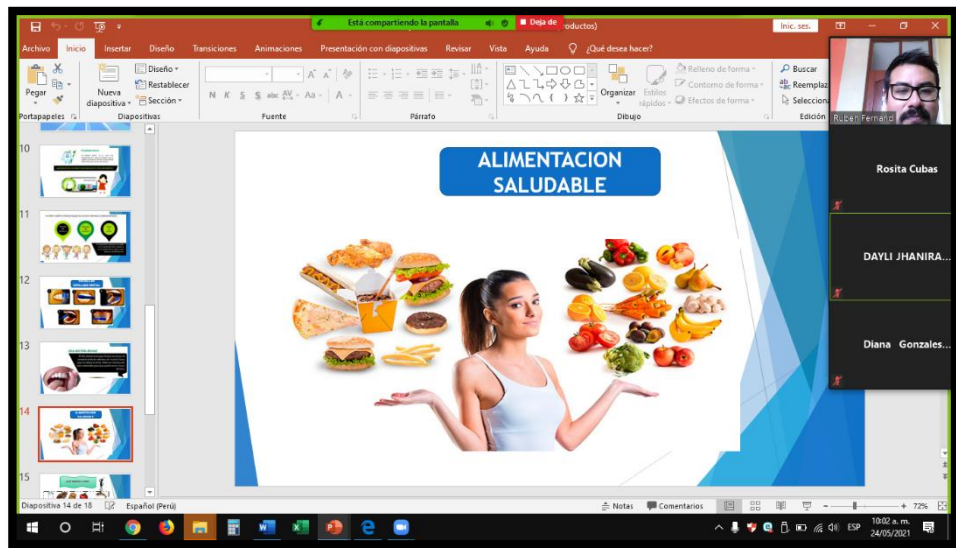 Está compartiendo la pantalla
Deja de
oductos)
Inic. ses.
Archivo Inicio Insertar Diseño Transiciones Animaciones Presentación con diapositivas Revisar Vista Ayuda ¿Qué desea hacer?
Pegar
Nueva
diapositiva
Diseño
Restablecer
Sección
N K S S abc AV Aa A
Organizar
Estilos
rápidos
Relleno de forma
Contorno de forma
Efectos de forma
Buscar
Reemplaz
Selecciona
Portapapeles Diapositivas Fuente Párrafo Dibujo Edición
Ruben Fernand
Rosita Cubas
DAYLI JHANIRA...
Diana Gonzales...
10
11
12
13
14
15
ALIMENTACION
SALUDABLE
Diapositiva 14 de 18 Español (Perú) Notas Comentarios 72%
ESP
10:02 a. m.
24/05/2021